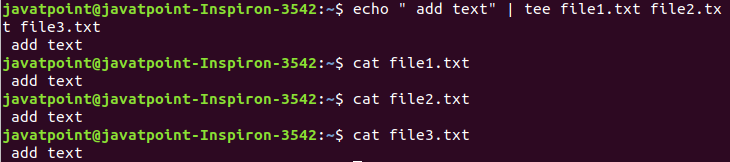 javatpoint@javatpoint-Inspiron-3542:~$ echo " add text" | tee file1.txt file2.tx
t file3.txt
 add text
javatpoint@javatpoint-Inspiron-3542:~$ cat file1.txt
 add text
javatpoint@javatpoint-Inspiron-3542:~$ cat file2.txt
 add text
javatpoint@javatpoint-Inspiron-3542:~$ cat file3.txt
 add text